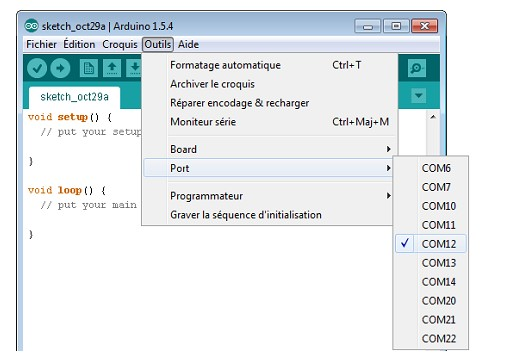 sketch_oct29a | Arduino 1.5.4
Fichier Édition Croquis Outils Aide
sketch_oct29a
void setup() {
// put your setup
}
void loop() {
// put your main
}
Formatage automatique Ctrl+T
Archiver le croquis
Réparer encodage & recharger
Moniteur série Ctrl+Maj+M
Board
Port
Programmateur
Graver la séquence d'initialisation
COM6
COM7
COM10
COM11
COM12
COM13
COM14
COM20
COM21
COM22